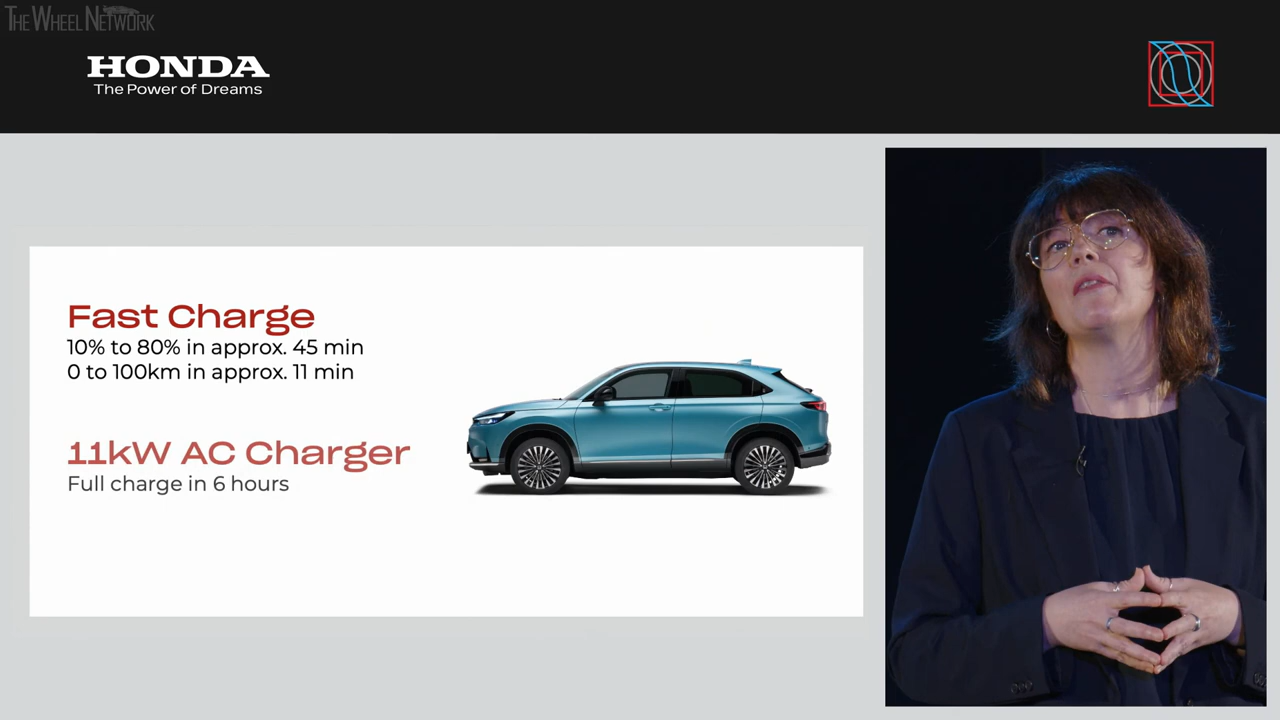 THE WHEEL NETWORK
HONDA
The Power of Dreams
Fast Charge
10% to 80% in approx. 45 min
0 to 100km in approx. 11 min
11kW AC Charger
Full charge in 6 hours